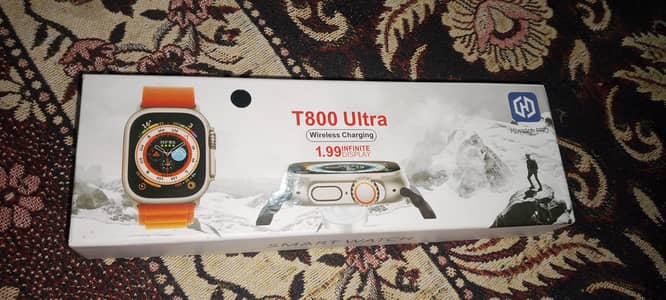 T800 Ultra
Wireless Charging
1.99 INFINITE
DISPLAY
SMART WATCH